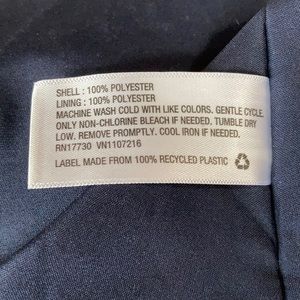 SHELL : 100% POLYESTER
LINING : 100% POLYESTER
MACHINE WASH COLD WITH LIKE COLORS. GENTLE CYCLE.
ONLY NON-CHLORINE BLEACH IF NEEDED. TUMBLE DRY
LOW. REMOVE PROMPTLY. COOL IRON IF NEEDED.
RN17730 VN1107216
LABEL MADE FROM 100% RECYCLED PLASTIC